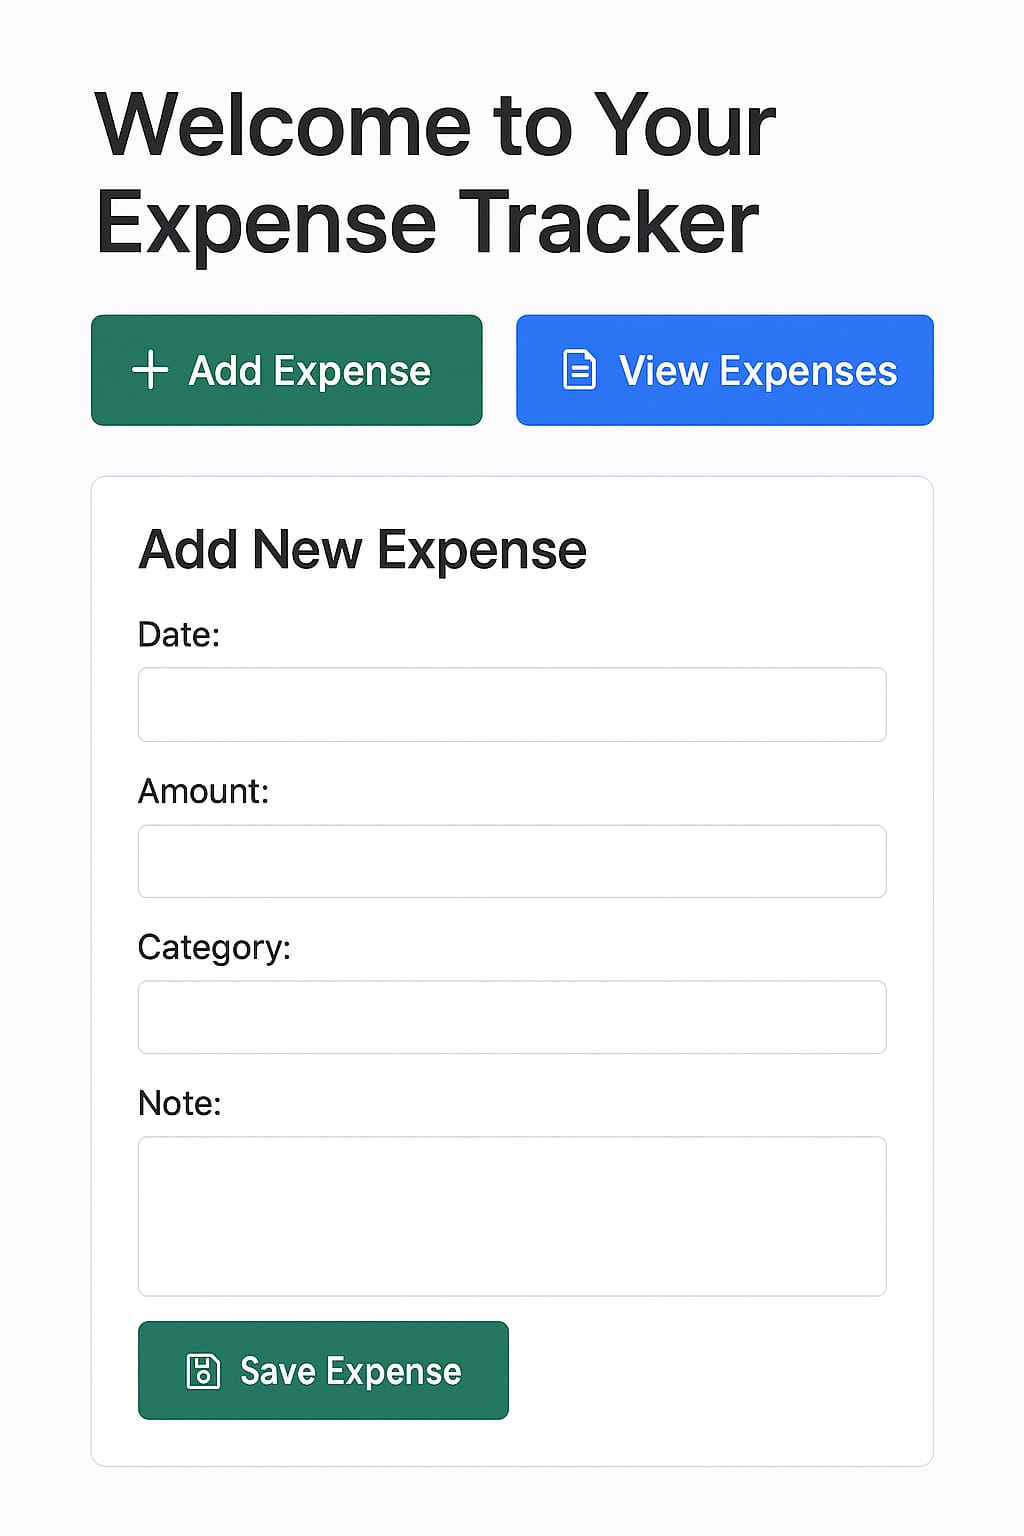 Welcome to Your
Expense Tracker
Add Expense
View Expenses
Add New Expense
Date:
Amount:
Category:
Note:
Save Expense